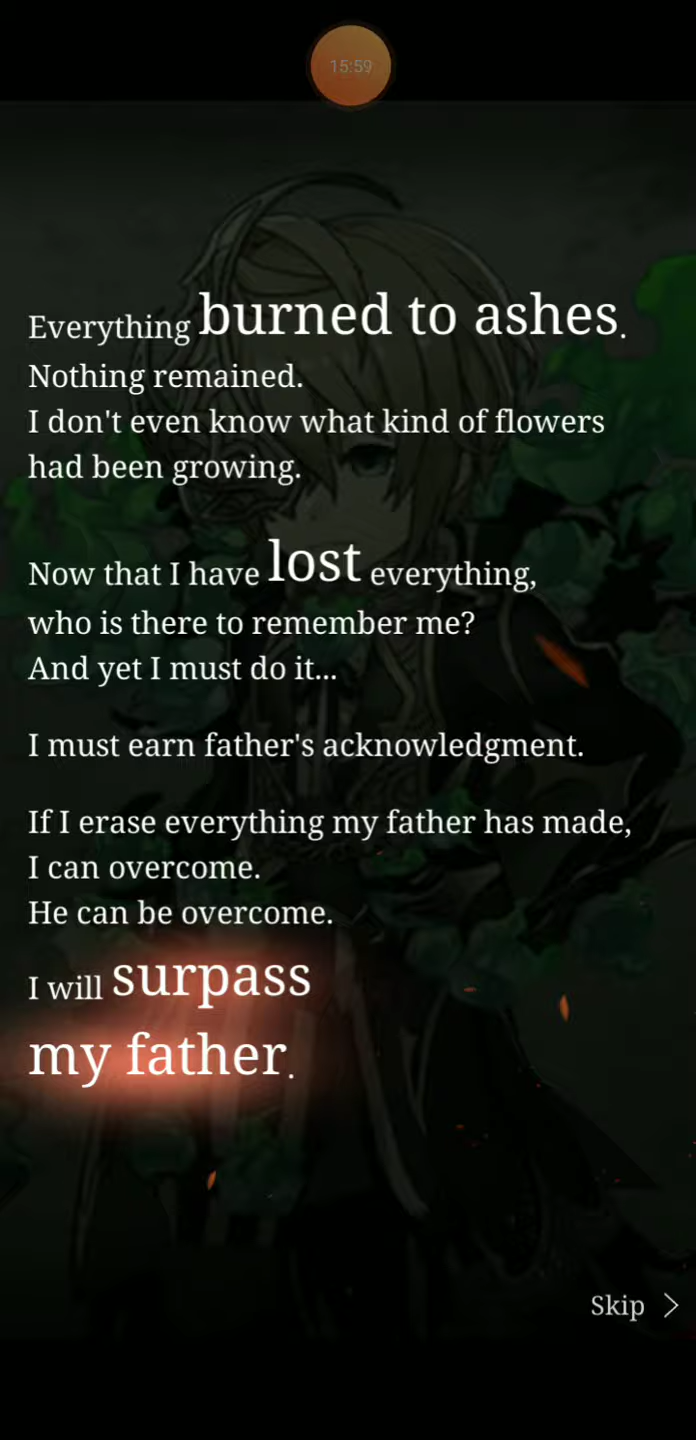 15:59
Everything burned to ashes.
Nothing remained.
I don't even know what kind of flowers
had been growing.
Now that I have lost everything,
who is there to remember me?
And yet I must do it...
I must earn father's acknowledgment.
If I erase everything my father has made,
I can overcome.
He can be overcome.
I will surpass
my father.
Skip